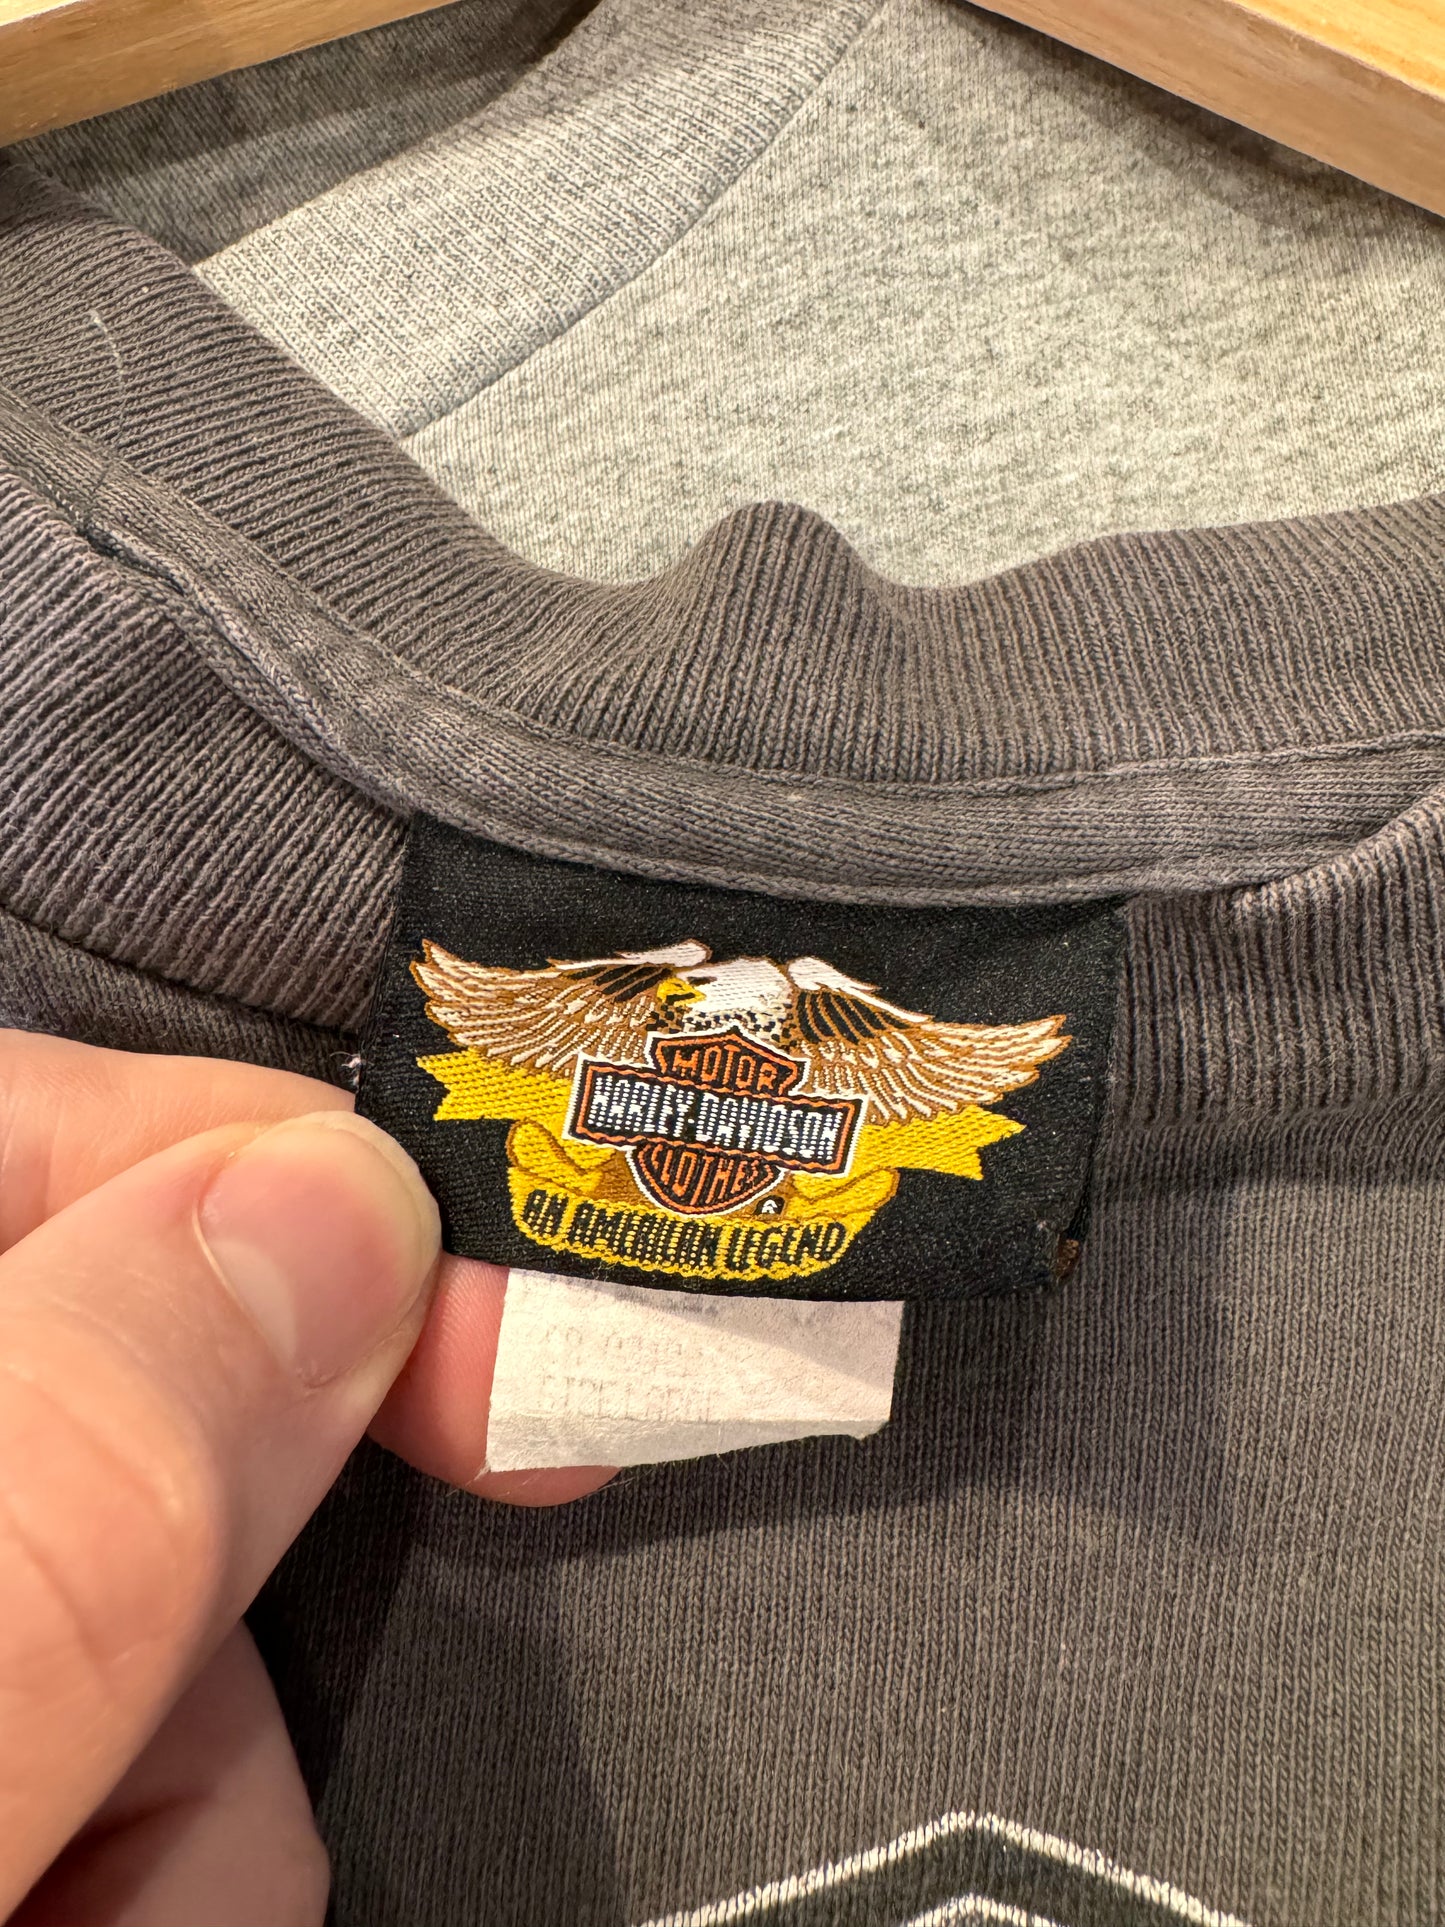 MOTOR
HARLEY-DAVIDSON
CLOTHES
®
AN AMERICAN LEGEND